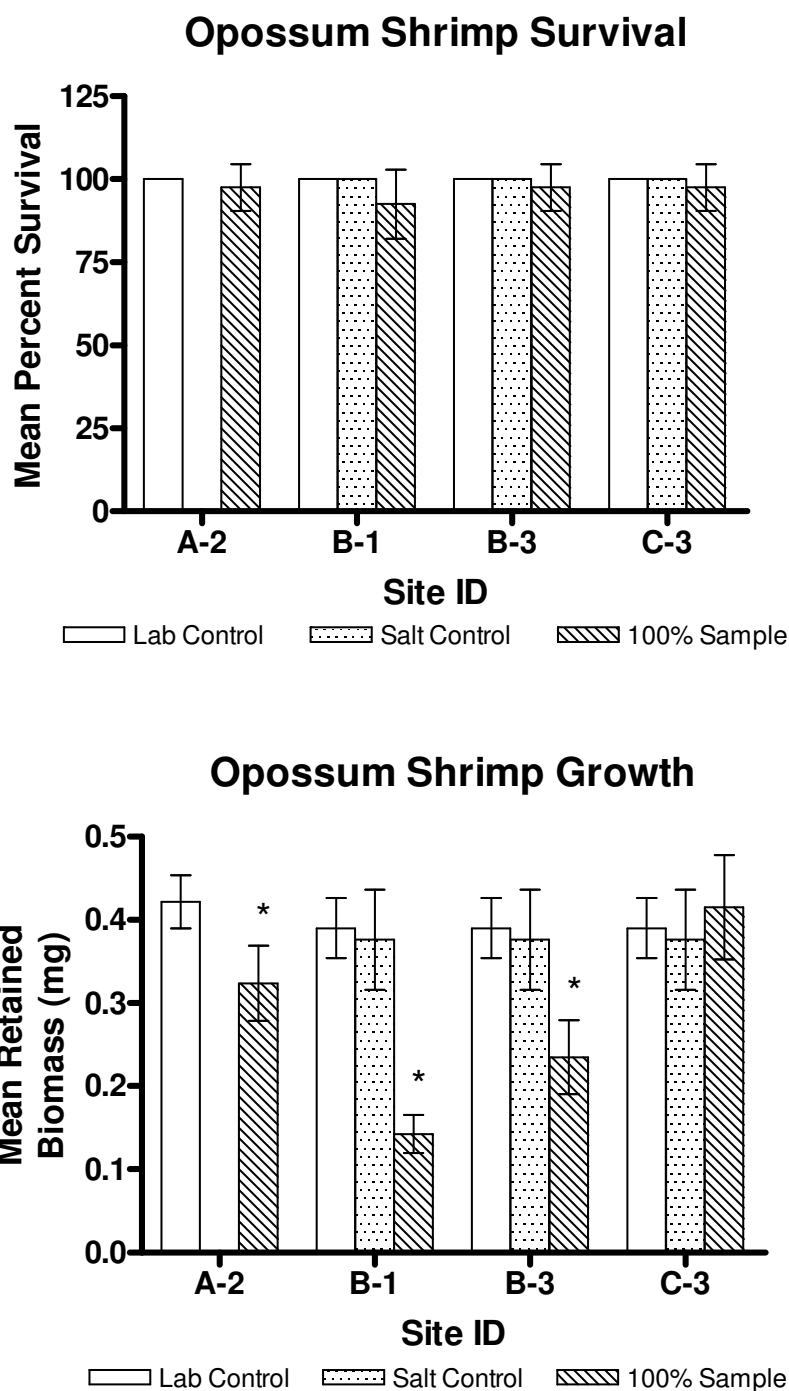 Opossum Shrimp Survival
Mean Percent Survival
125
100
75
50
25
0
A-2 B-1 B-3 C-3
Site ID
Lab Control Salt Control 100% Sample
Opossum Shrimp Growth
Mean Retained
Biomass (mg)
0.5
0.4
0.3
0.2
0.1
0.0
*
*
*
A-2 B-1 B-3 C-3
Site ID
Lab Control Salt Control 100% Sample